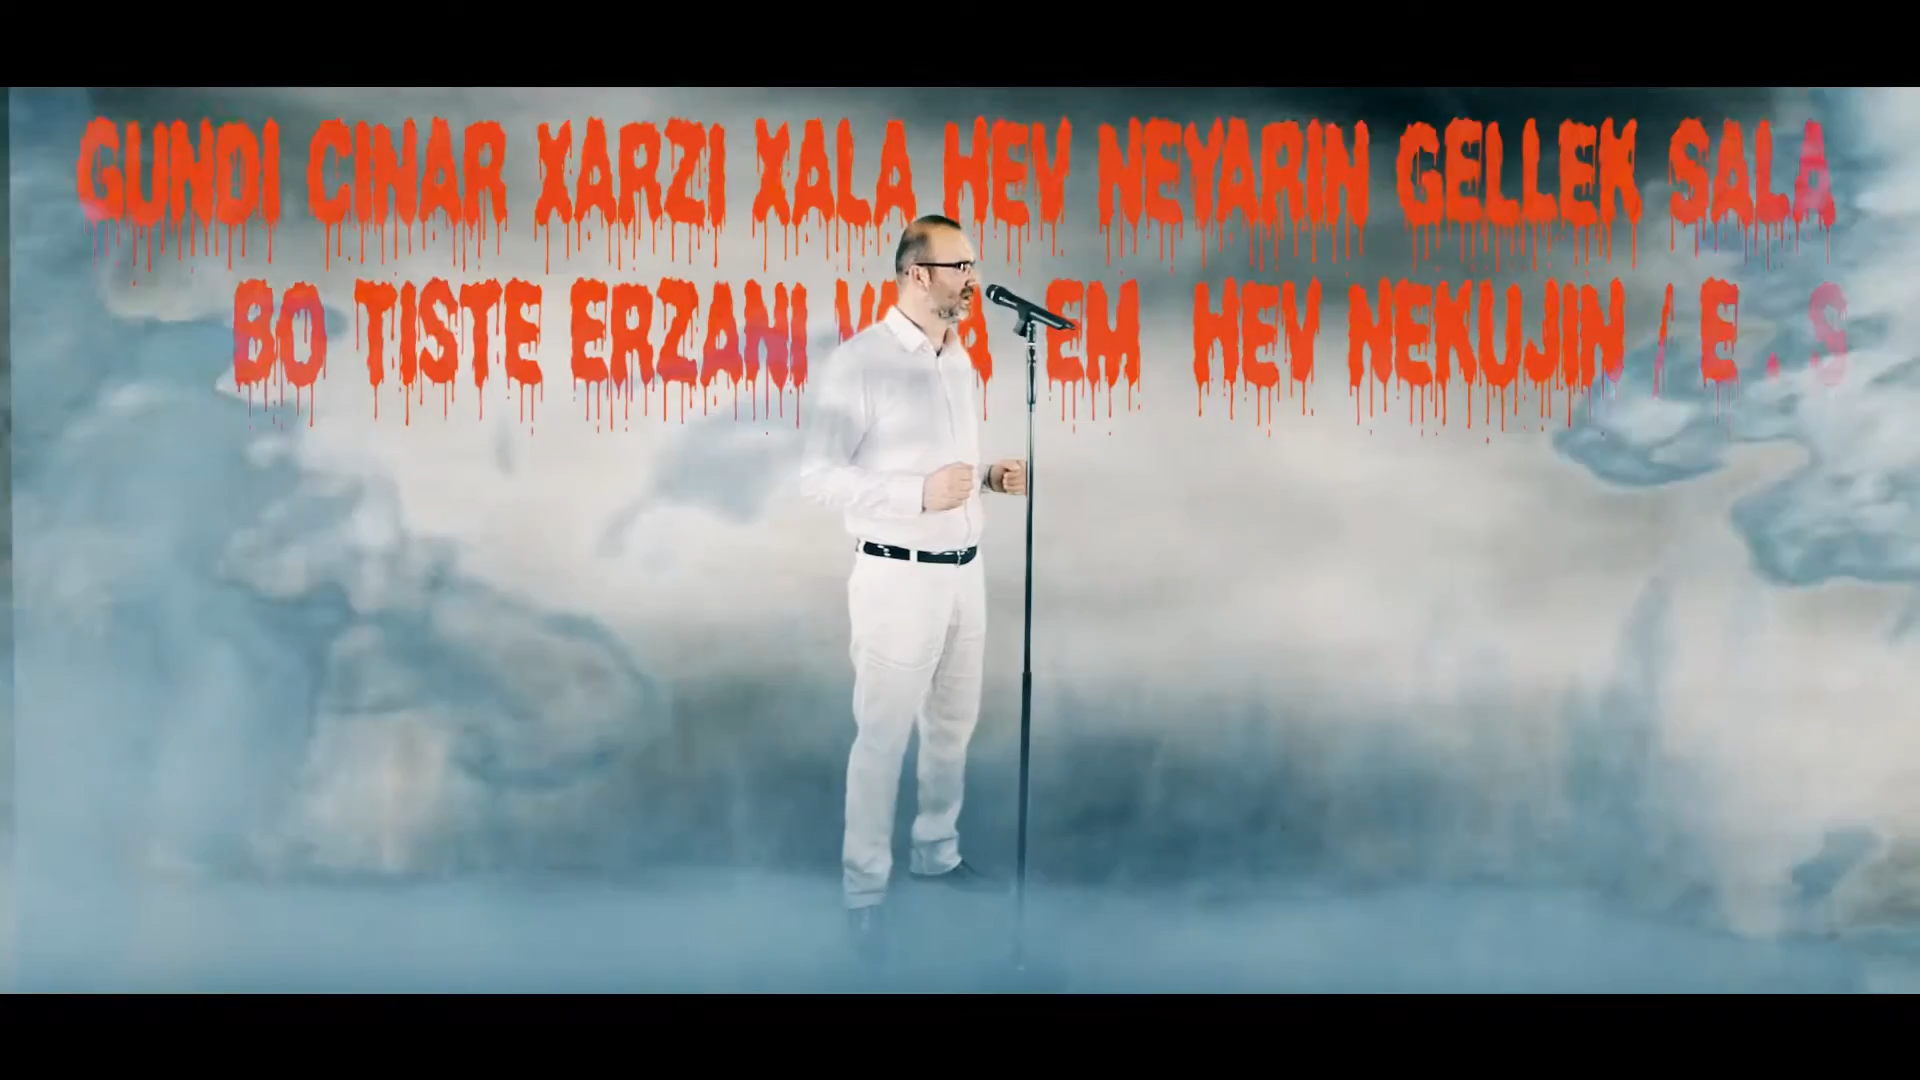 GUNDI CINAR XARZI XALA HEV NEYARIN GELLEK SALA
BO TISTE ERZANI EM HEV NEKUJIN / E . S